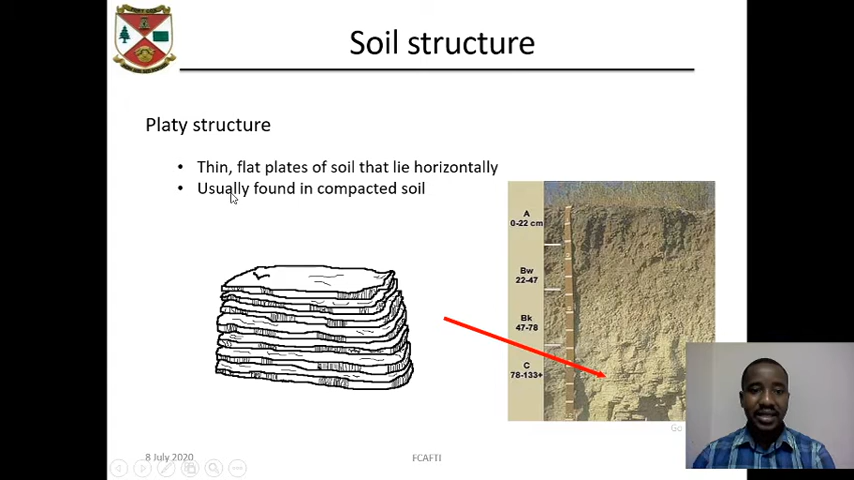 Soil structure
Platy structure
• Thin, flat plates of soil that lie horizontally
• Usually found in compacted soil
A
0-22 cm
Bw
22-47
Bk
47-78
C
78-133+
Go
8 July 2020
FCAFTI